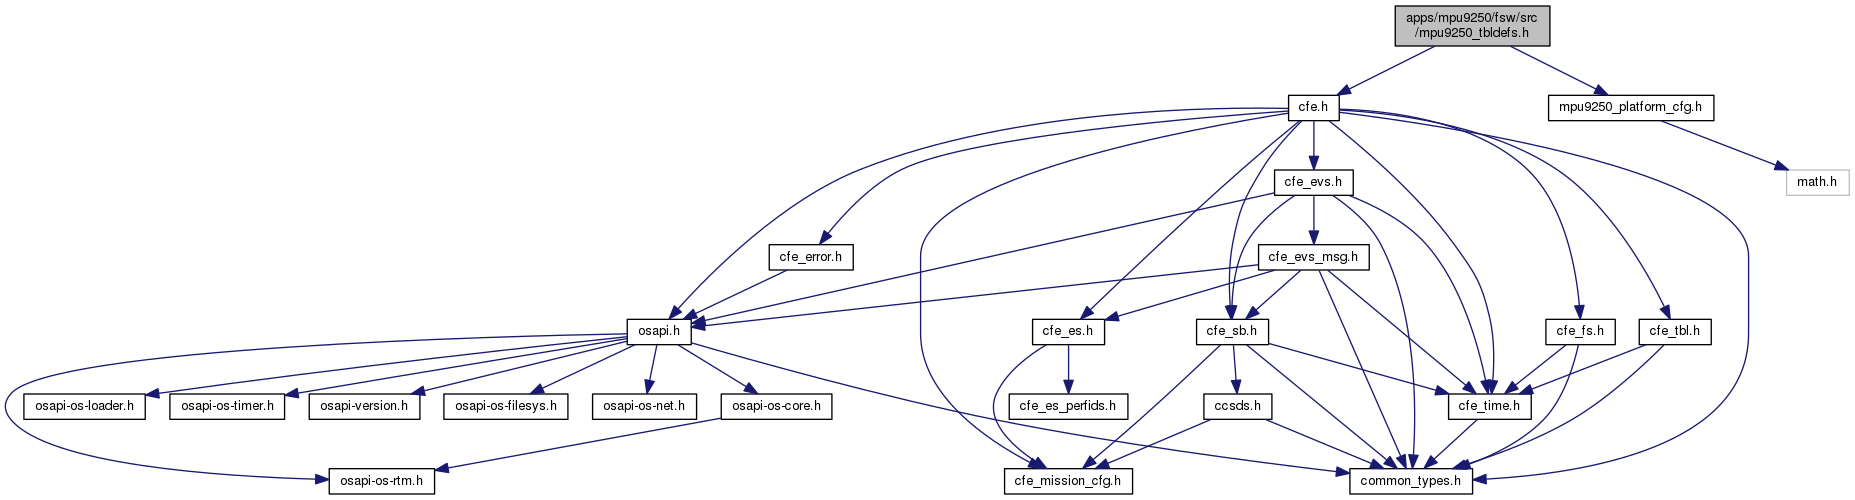 apps/mpu9250/fsw/src
/mpu9250_tbldefs.h
cfe.h
mpu9250_platform_cfg.h
cfe_evs.h
math.h
cfe_error.h
cfe_evs_msg.h
osapi.h
cfe_es.h
cfe_sb.h
cfe_fs.h
cfe_tbl.h
osapi-os-loader.h
osapi-os-timer.h
osapi-version.h
osapi-os-filesys.h
osapi-os-net.h
osapi-os-core.h
cfe_es_perfids.h
ccsds.h
cfe_time.h
osapi-os-rtm.h
cfe_mission_cfg.h
common_types.h